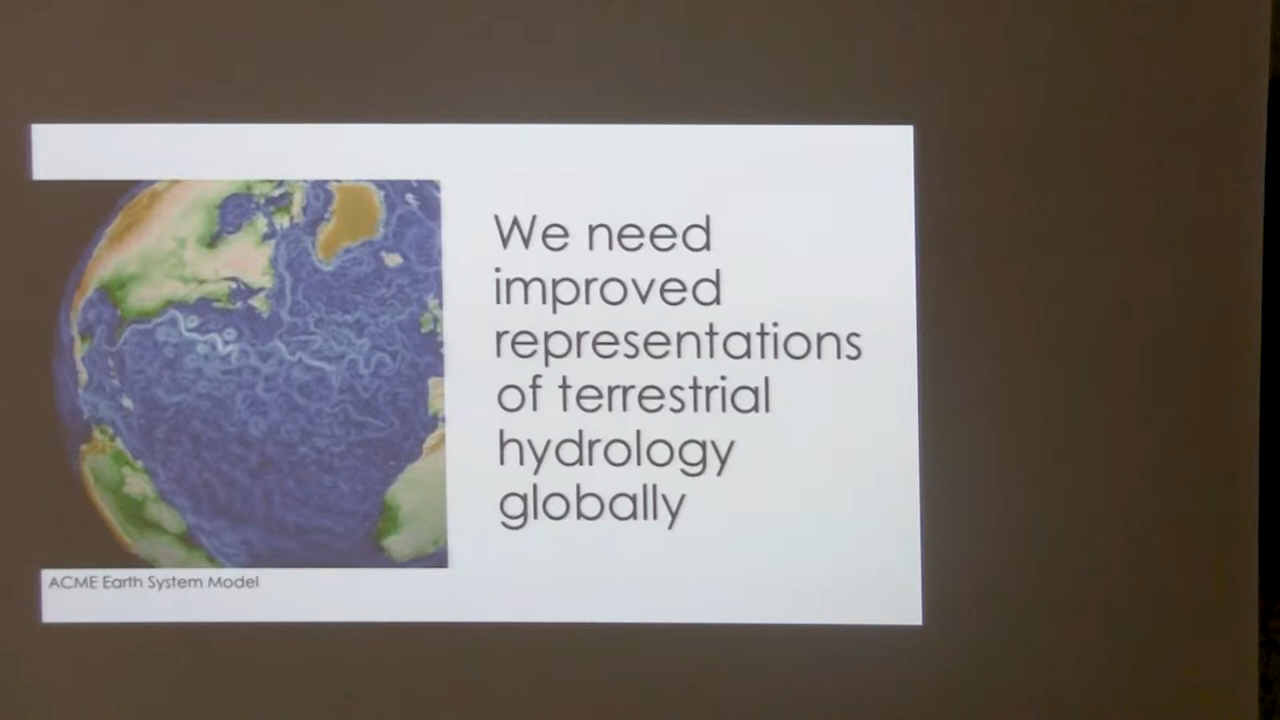 We need
improved
representations
of terrestrial
hydrology
globally
ACME Earth System Model